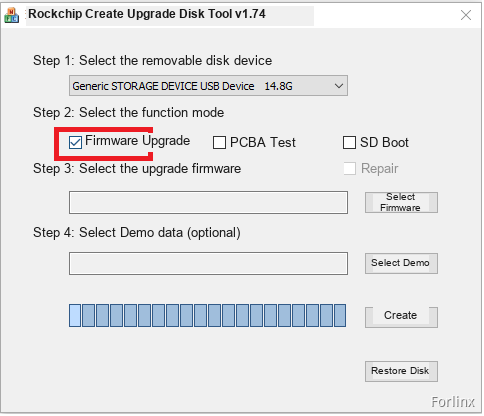 Rockchip Create Upgrade Disk Tool v1.74
Step 1: Select the removable disk device
Generic STORAGE DEVICE USB Device 14.8G
Step 2: Select the function mode
Firmware Upgrade
PCBA Test
SD Boot
Step 3: Select the upgrade firmware
Repair
Select
Firmware
Step 4: Select Demo data (optional)
Select Demo
Create
Restore Disk
Forlinx